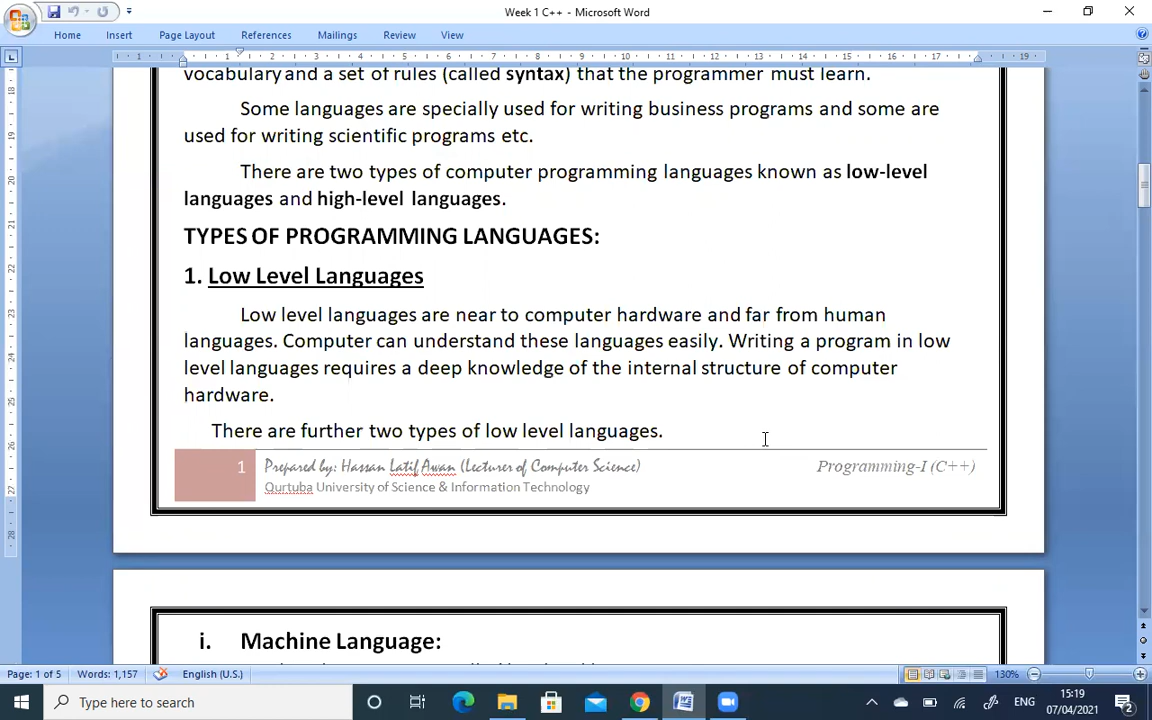 Week 1 C++ - Microsoft Word
Home Insert Page Layout References Mailings Review View
vocabulary and a set of rules (called syntax) that the programmer must learn.
Some languages are specially used for writing business programs and some are
used for writing scientific programs etc.
There are two types of computer programming languages known as low-level
languages and high-level languages.
TYPES OF PROGRAMMING LANGUAGES:
1. Low Level Languages
Low level languages are near to computer hardware and far from human
languages. Computer can understand these languages easily. Writing a program in low
level languages requires a deep knowledge of the internal structure of computer
hardware.
There are further two types of low level languages.
1 Prepared by: Hassan Latif Awan (Lecturer of Computer Science) Programming-I (C++)
Qurtuba University of Science & Information Technology
i. Machine Language:
Page: 1 of 5 Words: 1,157 English (U.S.) 130%
Type here to search
15:19
07/04/2021
2